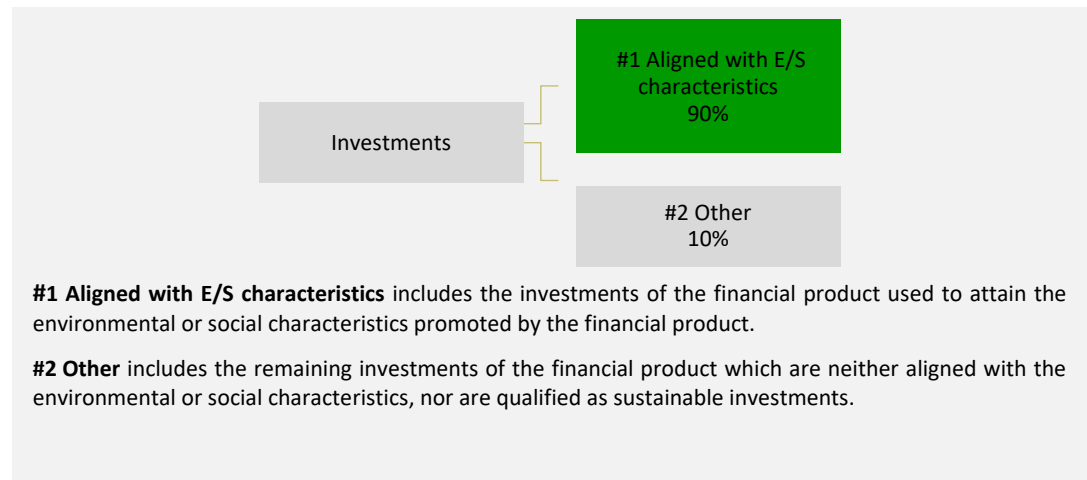 #1 Aligned with E/S
characteristics
90%
Investments
#2 Other
10%
#1 Aligned with E/S characteristics includes the investments of the financial product used to attain the
environmental or social characteristics promoted by the financial product.
#2 Other includes the remaining investments of the financial product which are neither aligned with the
environmental or social characteristics, nor are qualified as sustainable investments.